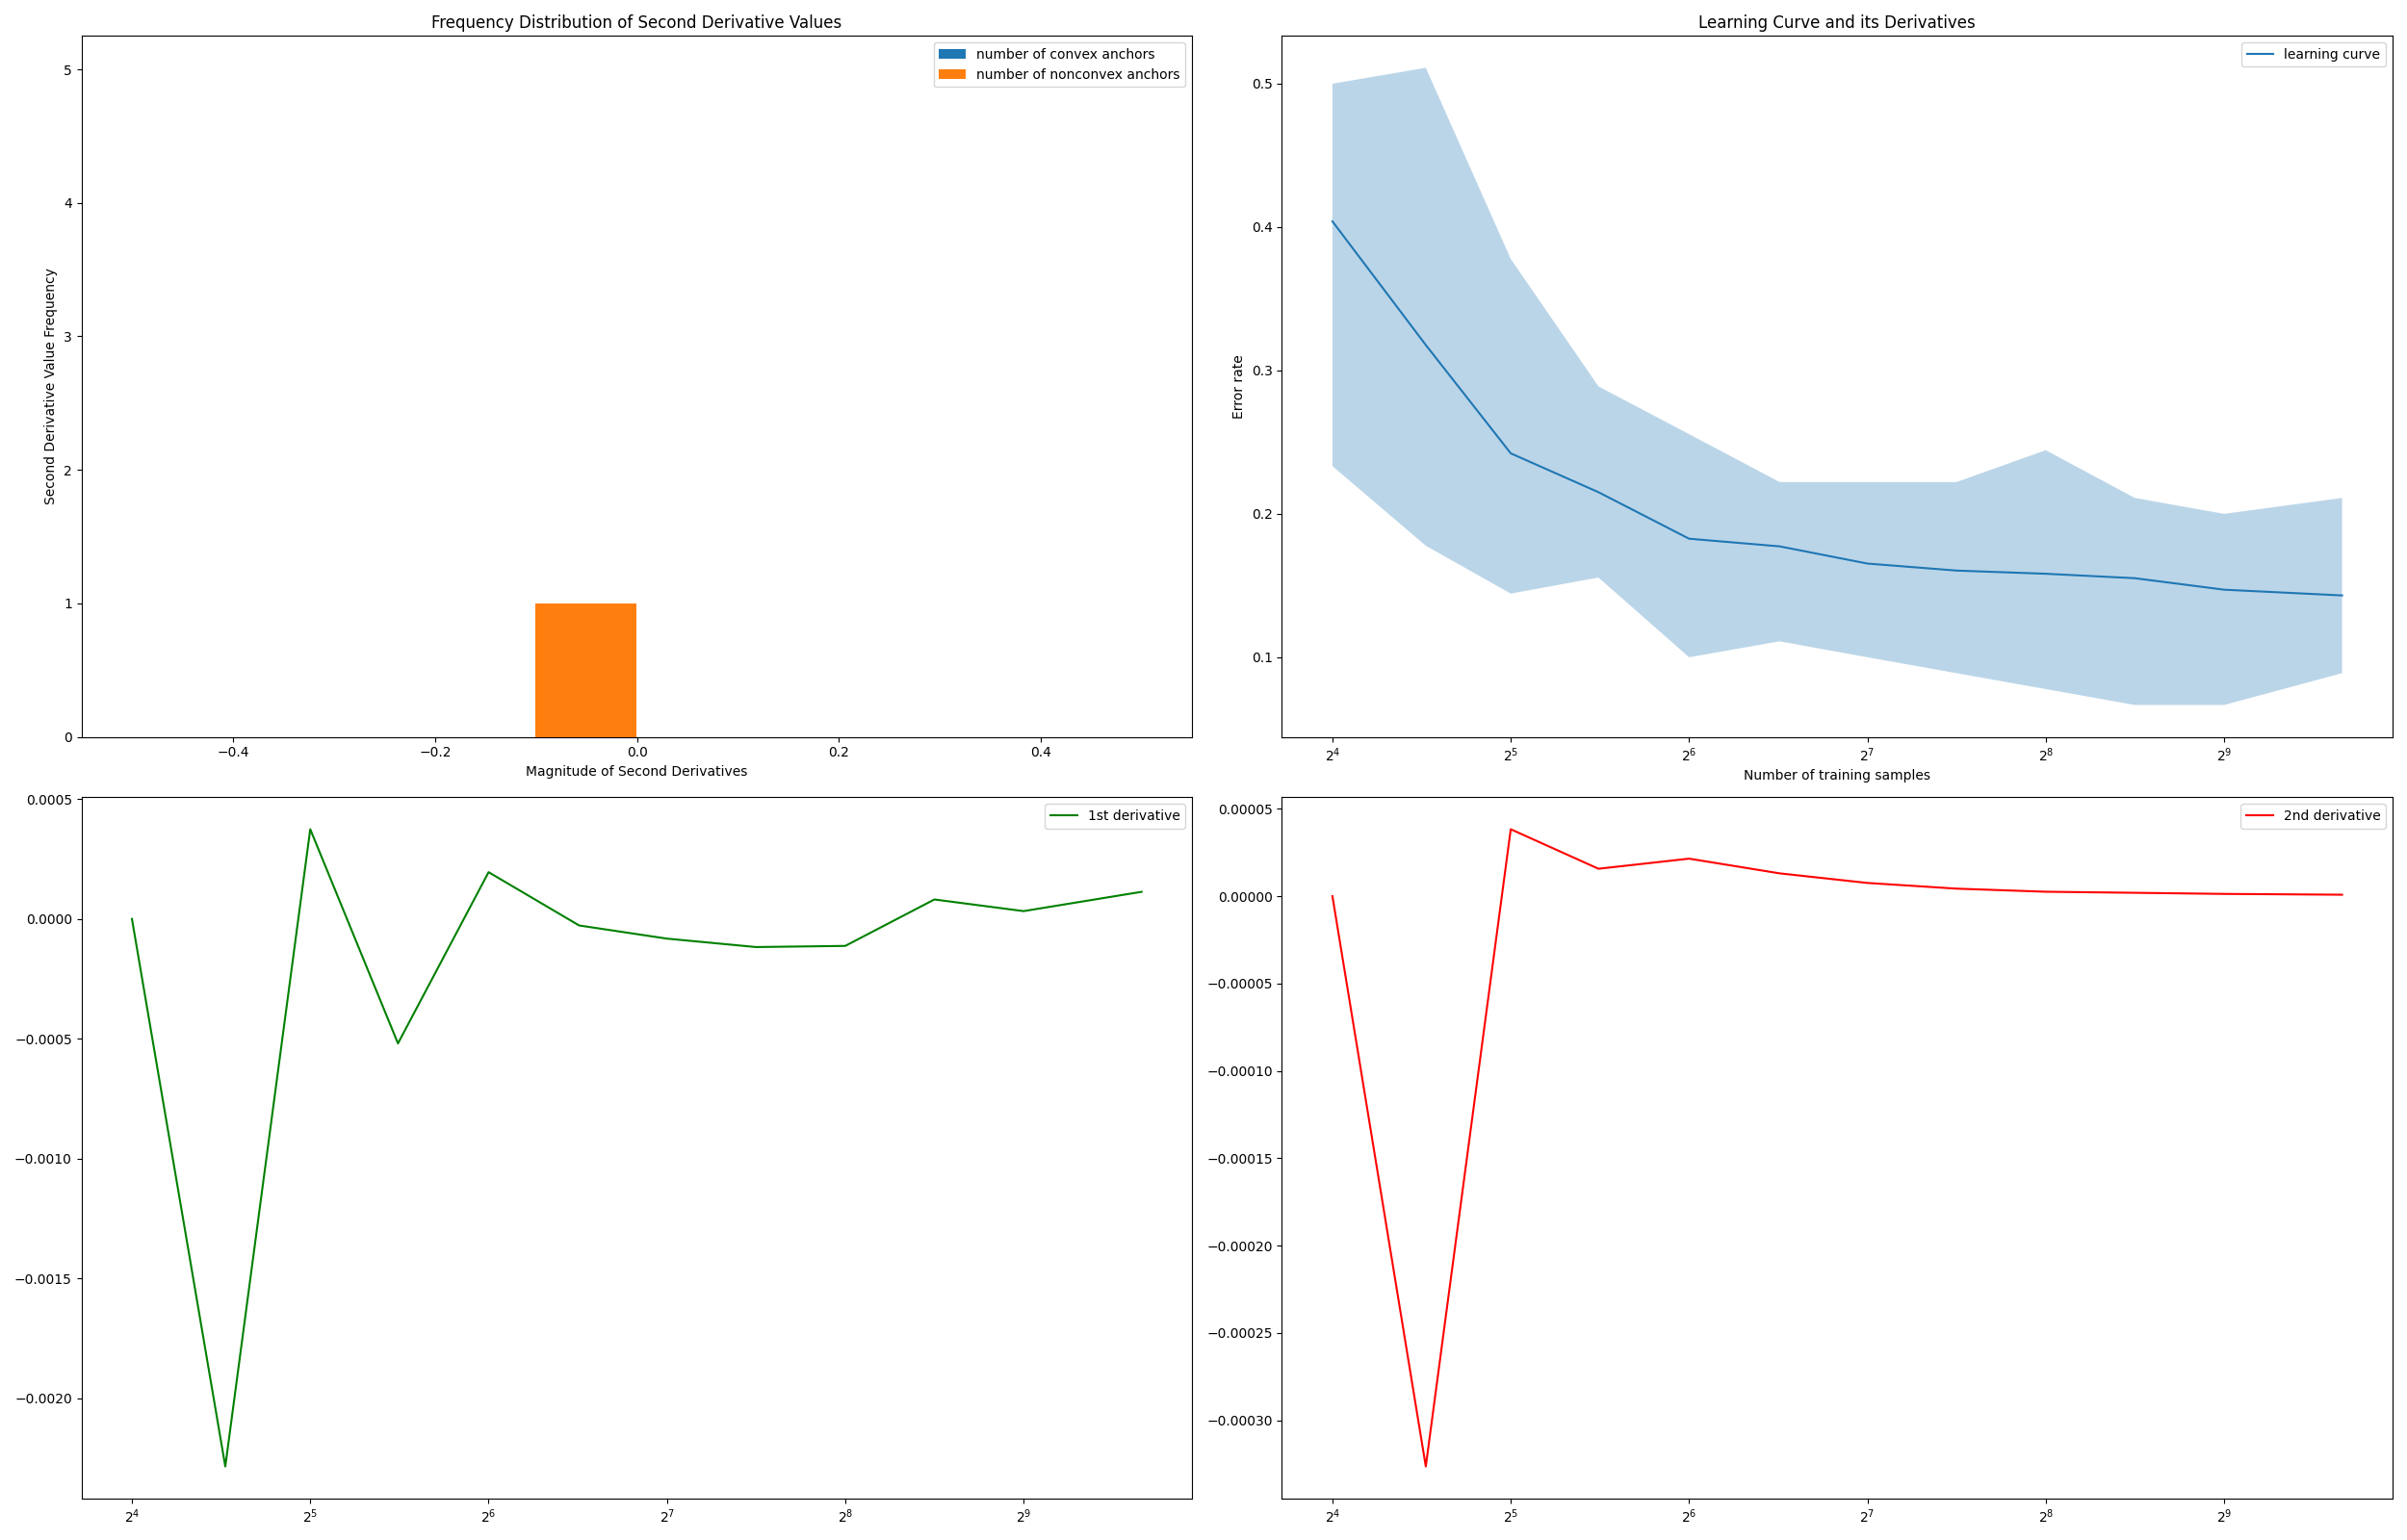 Frequency Distribution of Second Derivative Values
number of convex anchors
number of nonconvex anchors
Second Derivative Value Frequency
5
4
3
2
1
0
−0.4 −0.2 0.0 0.2 0.4
Magnitude of Second Derivatives
Learning Curve and its Derivatives
learning curve
Error rate
0.5
0.4
0.3
0.2
0.1
2⁴ 2⁵ 2⁶ 2⁷ 2⁸ 2⁹
Number of training samples
1st derivative
0.0005
0.0000
−0.0005
−0.0010
−0.0015
−0.0020
2⁴ 2⁵ 2⁶ 2⁷ 2⁸ 2⁹
2nd derivative
0.00005
0.00000
−0.00005
−0.00010
−0.00015
−0.00020
−0.00025
−0.00030
2⁴ 2⁵ 2⁶ 2⁷ 2⁸ 2⁹